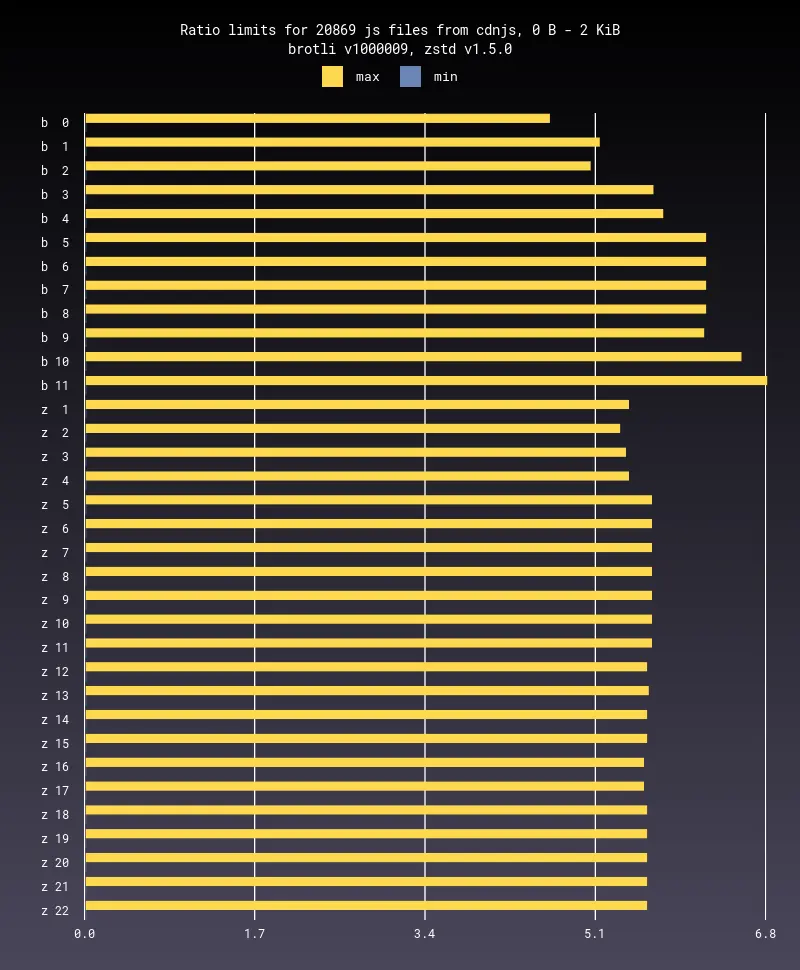 Ratio limits for 20869 js files from cdnjs, 0 B - 2 KiB
brotli v1000009, zstd v1.5.0
max min
b 0
b 1
b 2
b 3
b 4
b 5
b 6
b 7
b 8
b 9
b 10
b 11
z 1
z 2
z 3
z 4
z 5
z 6
z 7
z 8
z 9
z 10
z 11
z 12
z 13
z 14
z 15
z 16
z 17
z 18
z 19
z 20
z 21
z 22
0.0 1.7 3.4 5.1 6.8